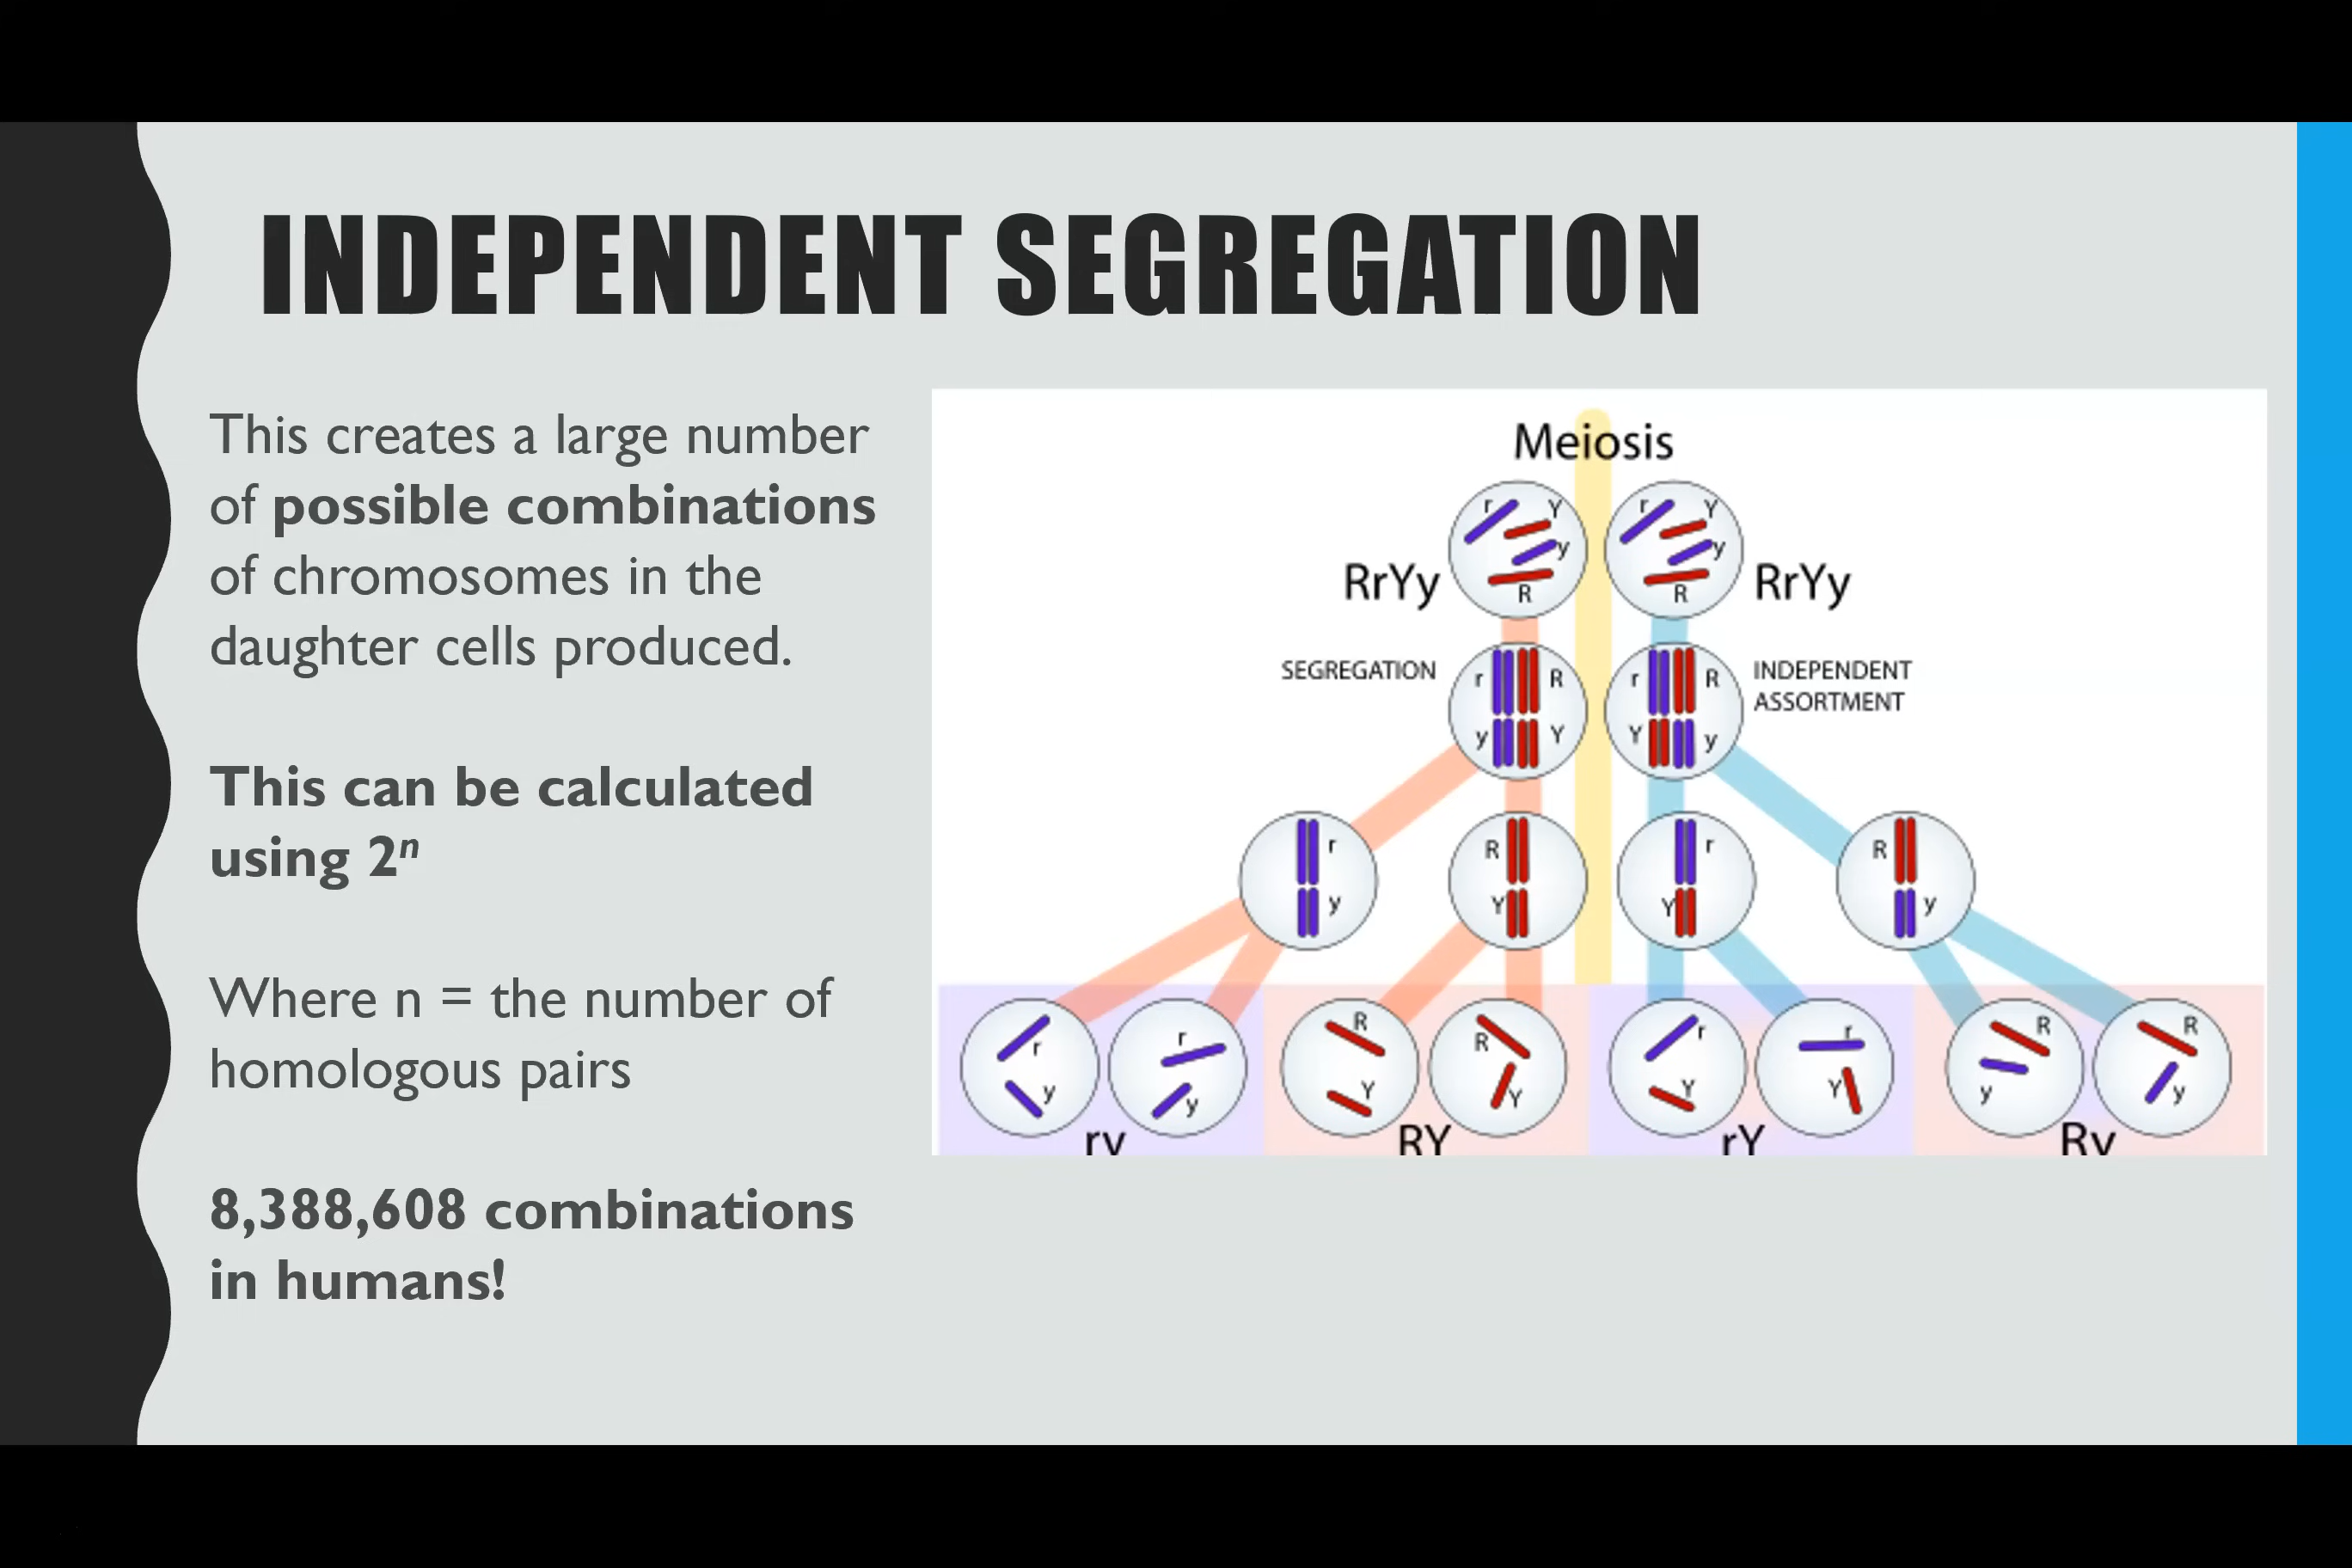 INDEPENDENT SEGREGATION
This creates a large number
of possible combinations
of chromosomes in the
daughter cells produced.
This can be calculated
using 2ⁿ
Where n = the number of
homologous pairs
8,388,608 combinations
in humans!
Meiosis
r Y y R
r Y y R
RrYy
RrYy
SEGREGATION
r R
y Y
r R
Y y
INDEPENDENT
ASSORTMENT
r
y
R
Y
r
Y
R
y
r
y
r
y
R
Y
R
Y
r
Y
r
Y
R
y
R
y
ry
RY
rY
Ry